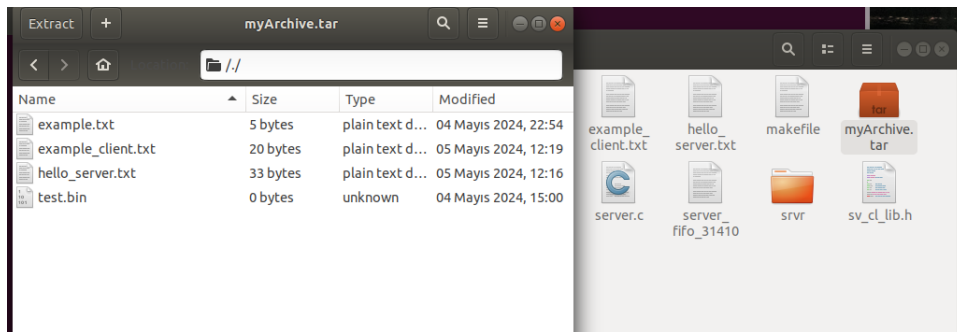 Extract + myArchive.tar
/./
Name Size Type Modified
example.txt 5 bytes plain text d... 04 Mayıs 2024, 22:54
example_client.txt 20 bytes plain text d... 05 Mayıs 2024, 12:19
hello_server.txt 33 bytes plain text d... 05 Mayıs 2024, 12:16
test.bin 0 bytes unknown 04 Mayıs 2024, 15:00
example_
client.txt
hello_
server.txt
makefile
tar
myArchive.
tar
server.c
server_
fifo_31410
srvr
sv_cl_lib.h